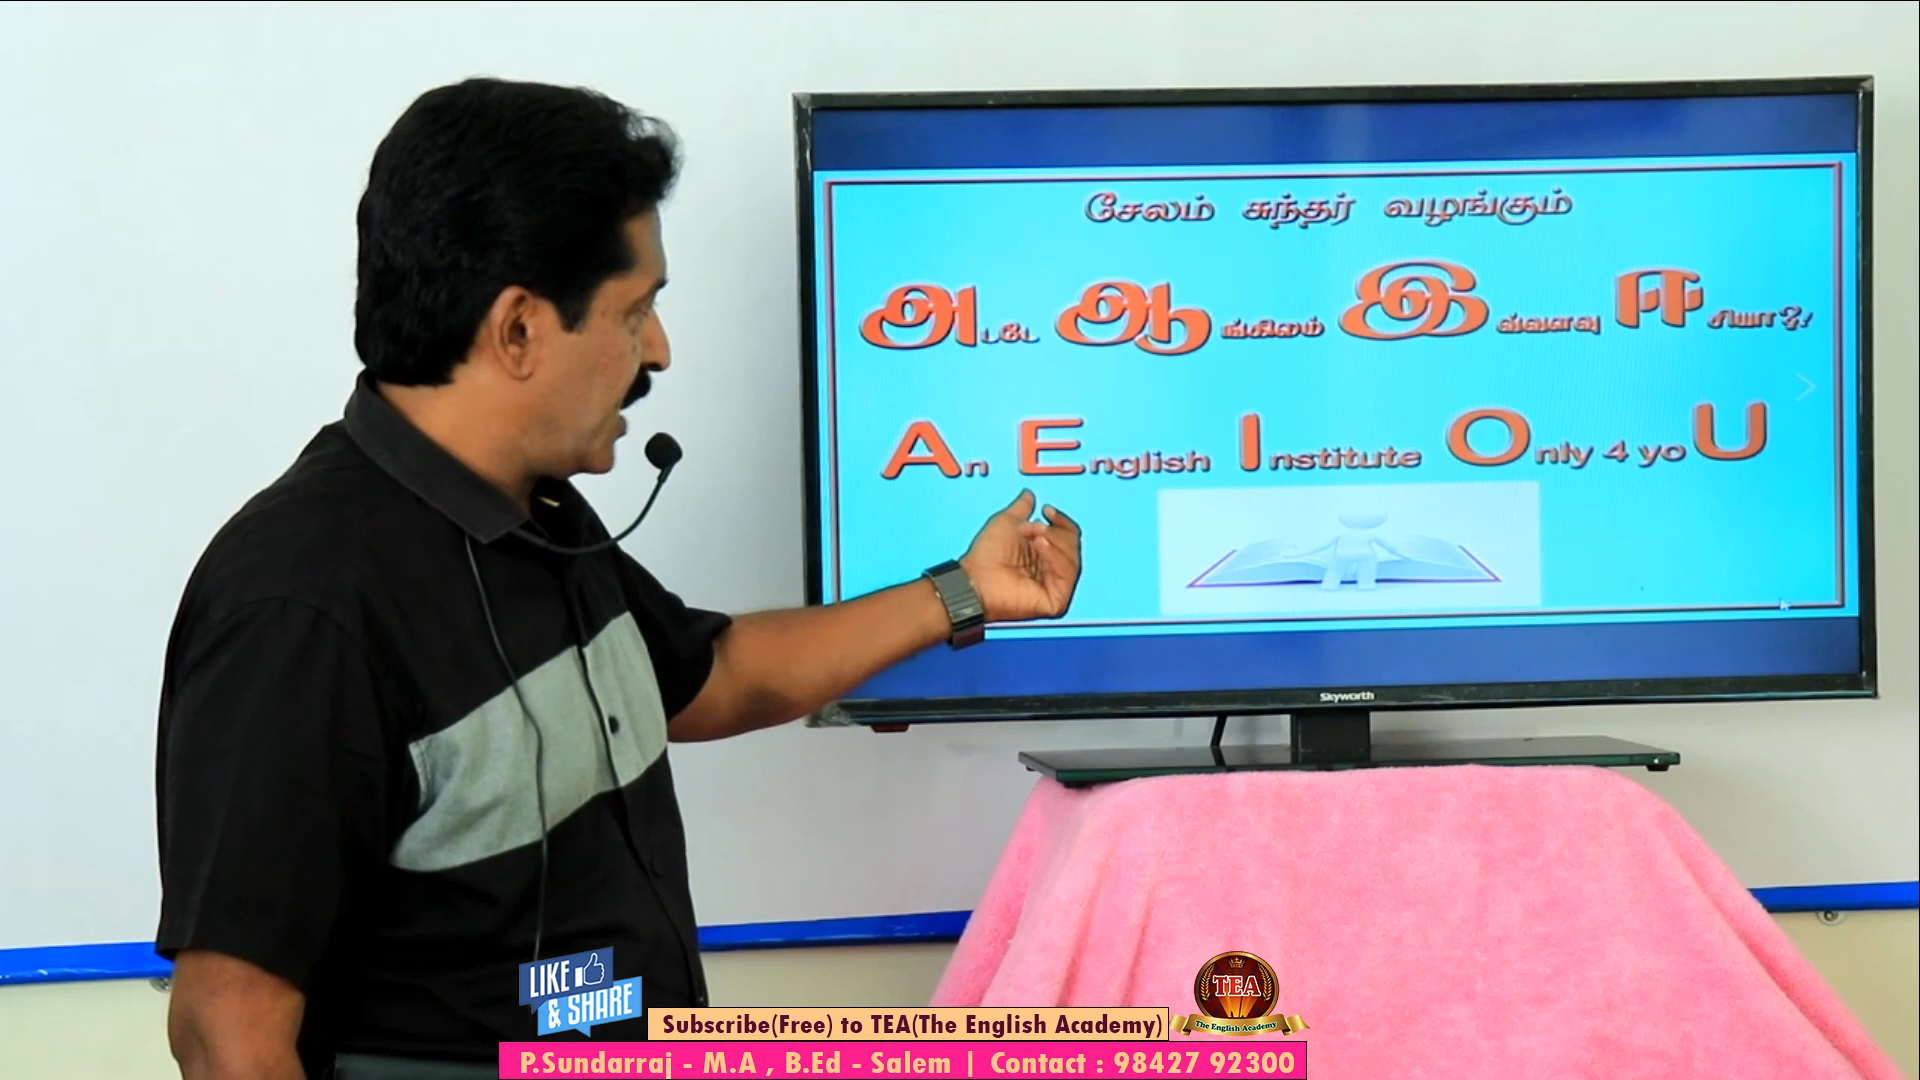 சேலம் சுந்தர் வழங்கும்
அடடே ஆங்கிலம் இவ்வளவு ஈசியா?!
An English Institute Only 4 yoU
Skyworth
LIKE
& SHARE
Subscribe(Free) to TEA(The English Academy)
TEA
The English Academy
P.Sundarraj - M.A , B.Ed - Salem | Contact : 98427 92300